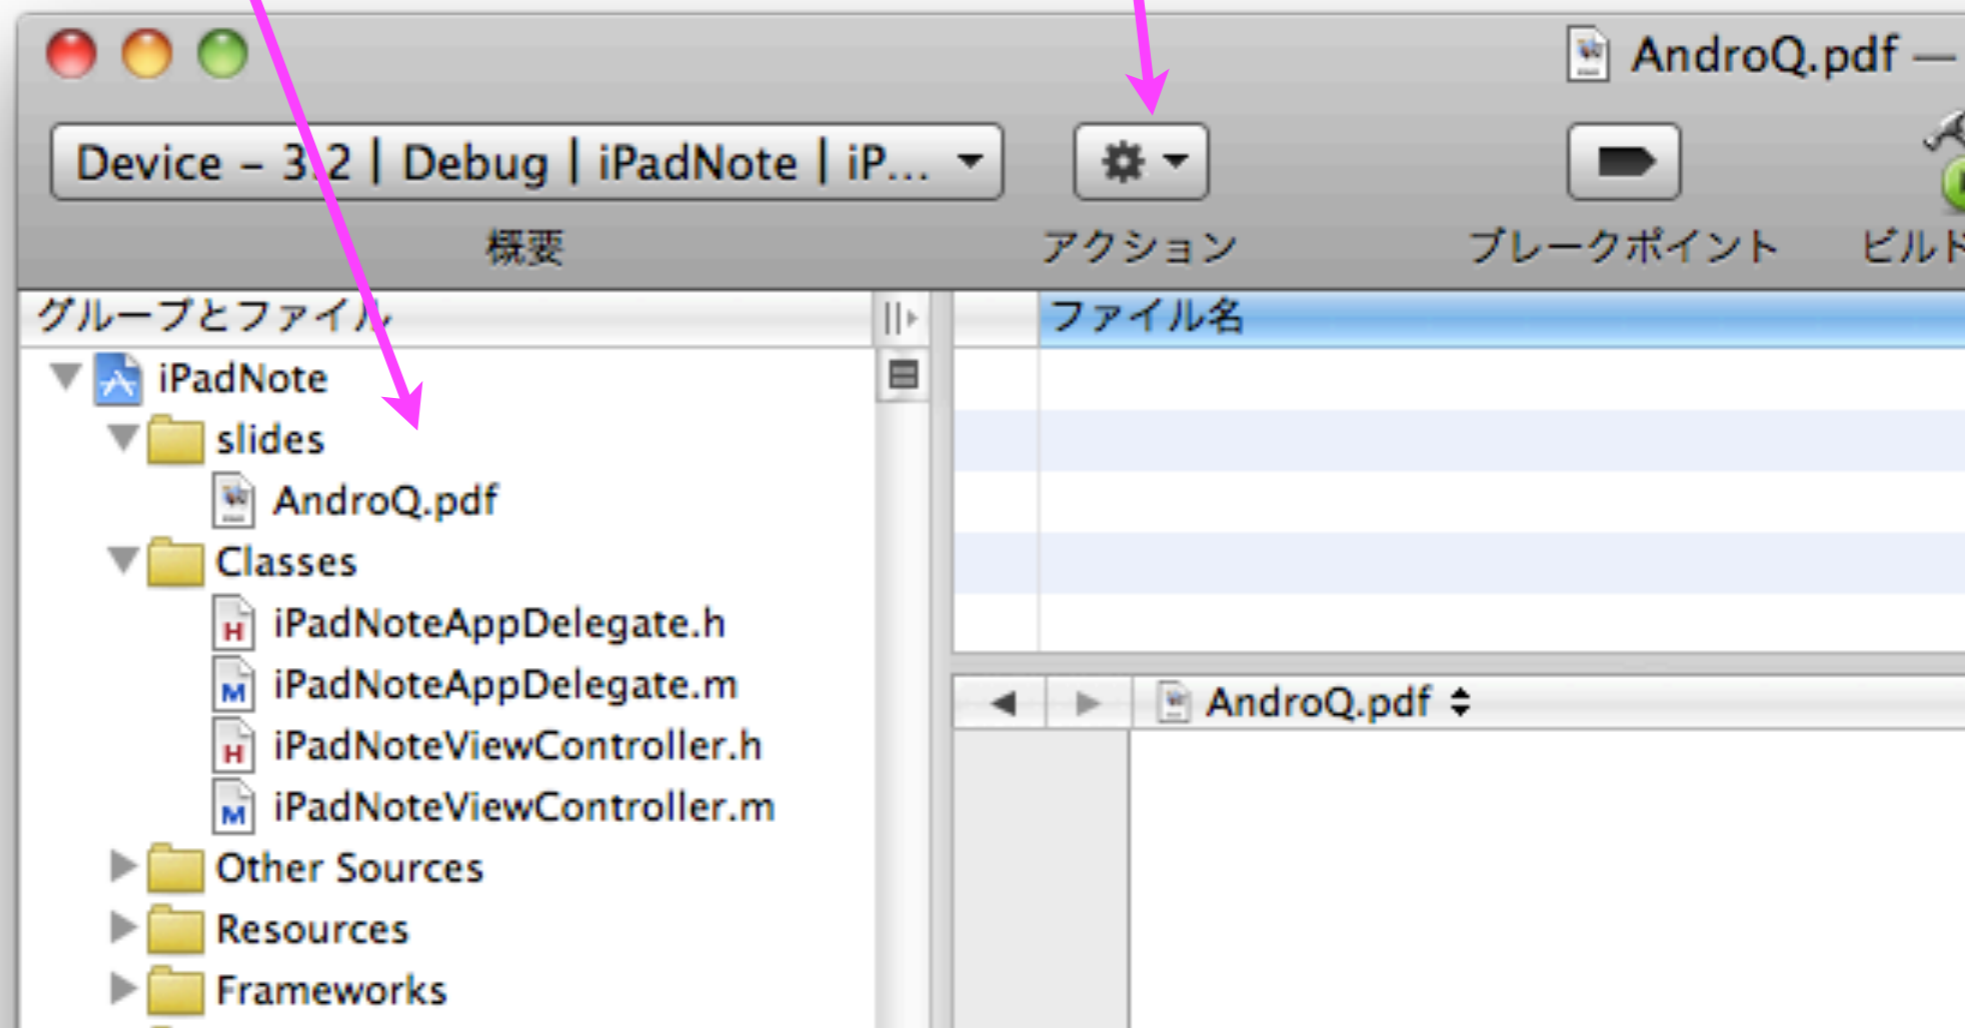 AndroQ.pdf —
Device – 3.2 | Debug | iPadNote | iP...
概要
アクション
ブレークポイント
ビルド
グループとファイル
ファイル名
iPadNote
slides
AndroQ.pdf
Classes
iPadNoteAppDelegate.h
iPadNoteAppDelegate.m
iPadNoteViewController.h
iPadNoteViewController.m
Other Sources
Resources
Frameworks
AndroQ.pdf